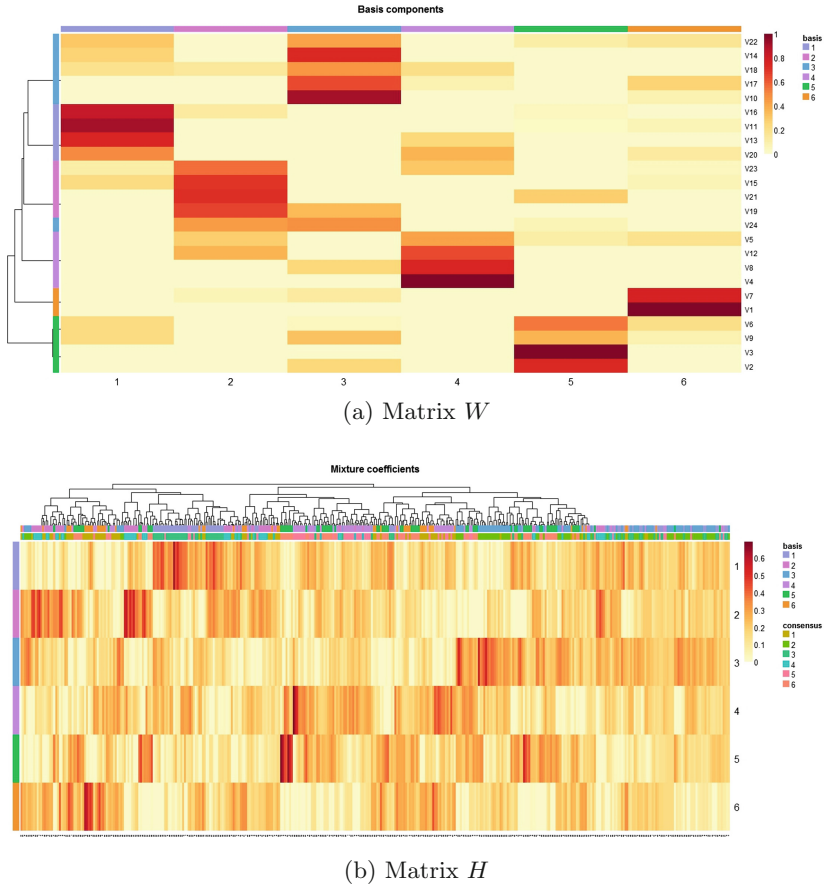 Basis components
V22
V14
V18
V17
V10
V16
V11
V13
V20
V23
V15
V21
V19
V24
V5
V12
V8
V4
V7
V1
V6
V9
V3
V2
1
0.8
0.6
0.4
0.2
0
basis
1
2
3
4
5
6
1 2 3 4 5 6
(a) Matrix W
Mixture coefficients
1
2
3
4
5
6
0.6
0.5
0.4
0.3
0.2
0.1
0
basis
1
2
3
4
5
6
consensus
1
2
3
4
5
6
(b) Matrix H